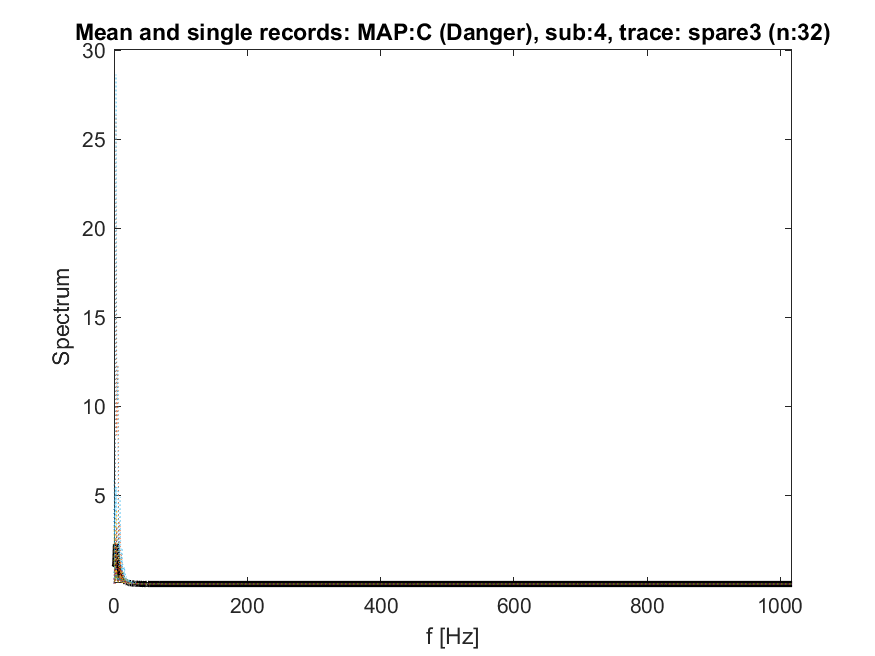 Mean and single records: MAP:C (Danger), sub:4, trace: spare3 (n:32)
30
25
20
15
10
5
Spectrum
0 200 400 600 800 1000
f [Hz]